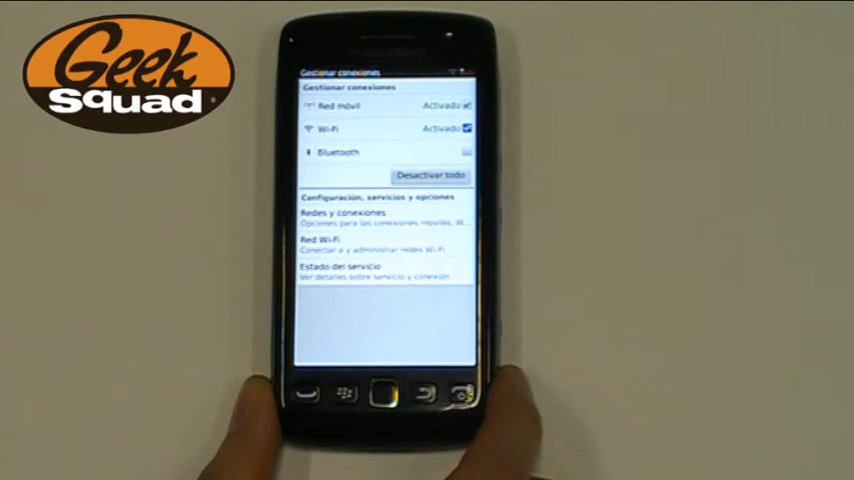 Geek
Squad
Gestionar conexiones
Gestionar conexiones
Red móvil Activado
Wi-Fi Activado
Bluetooth
Desactivar todo
Configuración, servicios y opciones
Redes y conexiones
Opciones para las conexiones móviles, W...
Red Wi-Fi
Conectar a y administrar redes Wi-Fi
Estado del servicio
Ver detalles sobre servicio y conexión